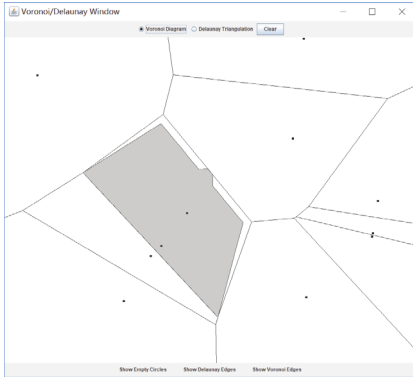 Voronoi/Delaunay Window
Voronoi Diagram Delaunay Triangulation Clear
Show Empty Circles Show Delaunay Edges Show Voronoi Edges